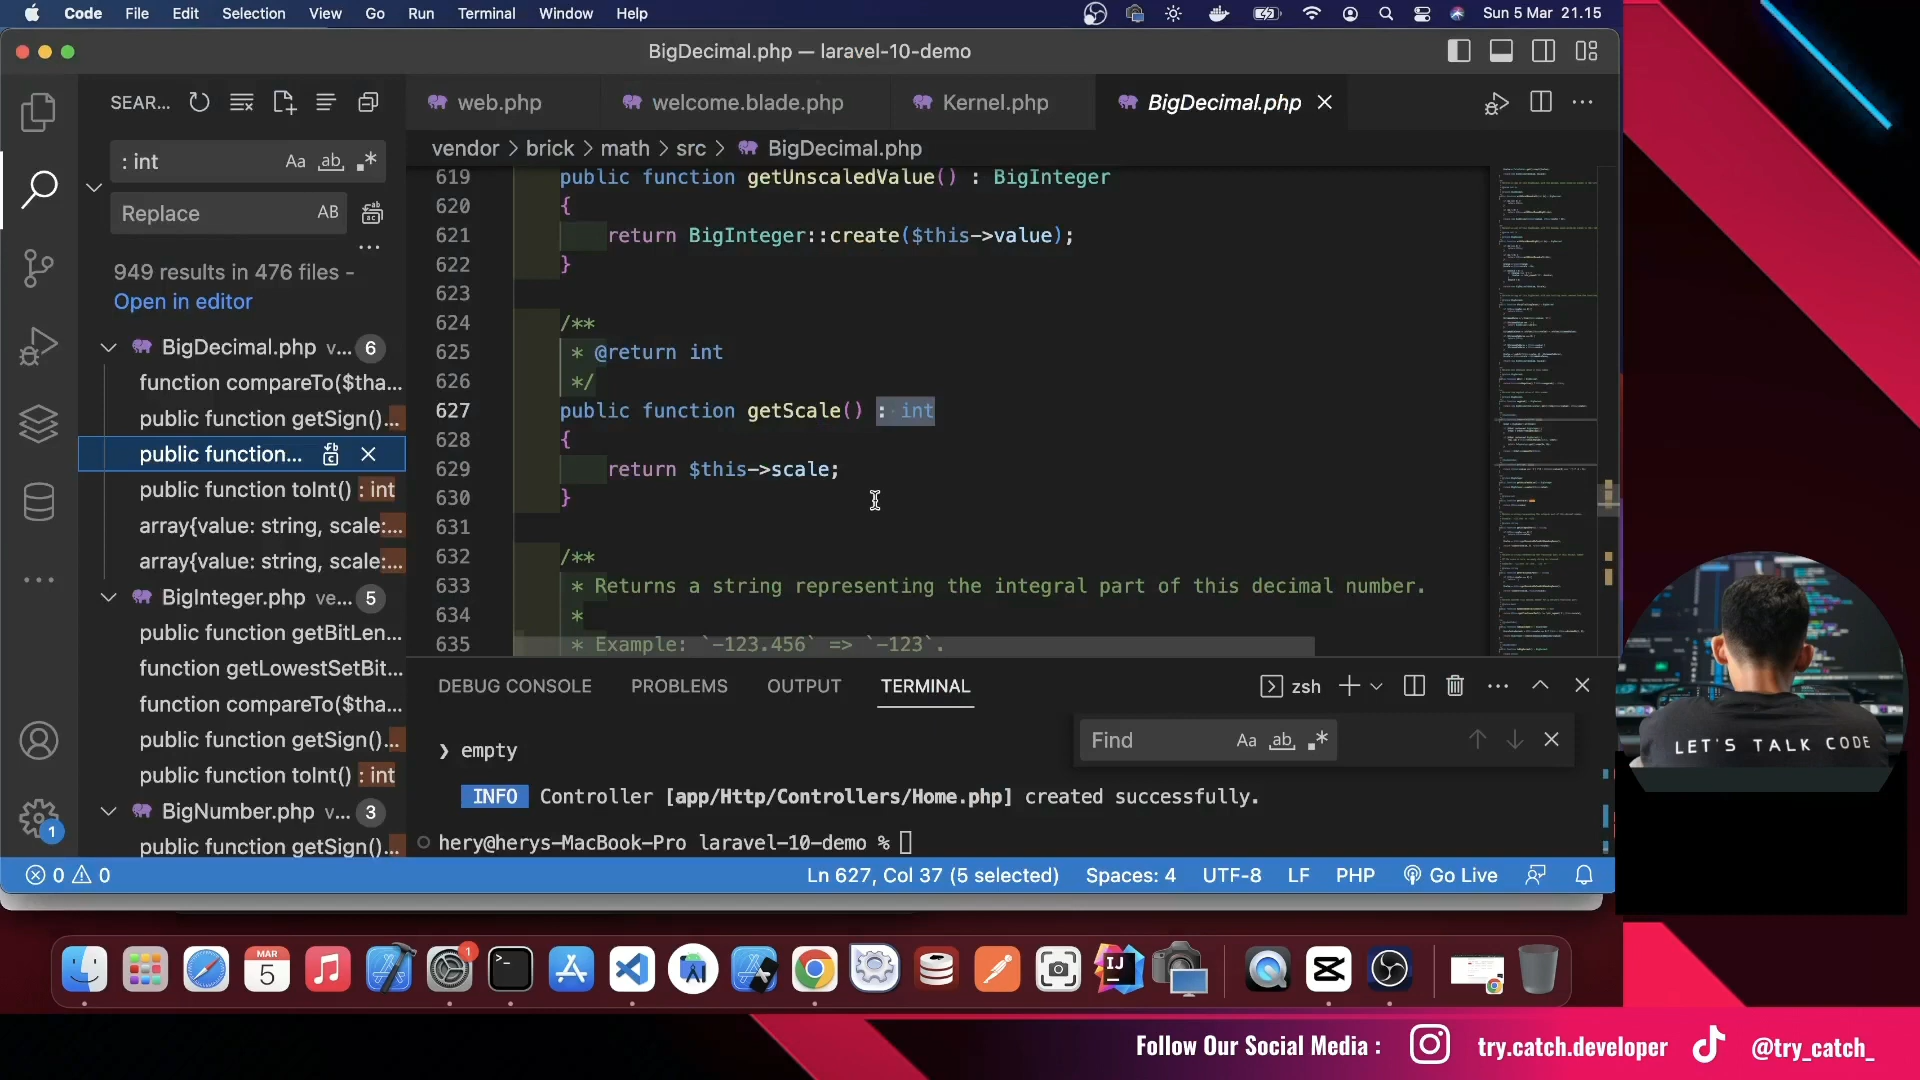 Code File Edit Selection View Go Run Terminal Window Help
Sun 5 Mar 21.15
BigDecimal.php — laravel-10-demo
SEAR...
web.php
welcome.blade.php
Kernel.php
BigDecimal.php
: int
Aa ab
Replace
AB
949 results in 476 files -
Open in editor
BigDecimal.php v... 6
function compareTo($tha...
public function getSign()...
public function...
public function toInt() : int
array{value: string, scale:...
array{value: string, scale:...
BigInteger.php ve... 5
public function getBitLen...
function getLowestSetBit...
function compareTo($tha...
public function getSign()...
public function toInt() : int
BigNumber.php v... 3
public function getSign()...
1
vendor > brick > math > src > BigDecimal.php
619 public function getUnscaledValue() : BigInteger
620 {
621 return BigInteger::create($this->value);
622 }
623
624 /**
625 * @return int
626 */
627 public function getScale() : int
628 {
629 return $this->scale;
630 }
631
632 /**
633 * Returns a string representing the integral part of this decimal number.
634 *
635 * Example: `-123.456` => `-123`.
DEBUG CONSOLE PROBLEMS OUTPUT TERMINAL
zsh
Find
Aa ab
❯ empty
INFO Controller [app/Http/Controllers/Home.php] created successfully.
hery@herys-MacBook-Pro laravel-10-demo %
0 0
Ln 627, Col 37 (5 selected) Spaces: 4 UTF-8 LF PHP Go Live
LET'S TALK CODE
MAR
5
1
IJ
Follow Our Social Media : try.catch.developer @try_catch_